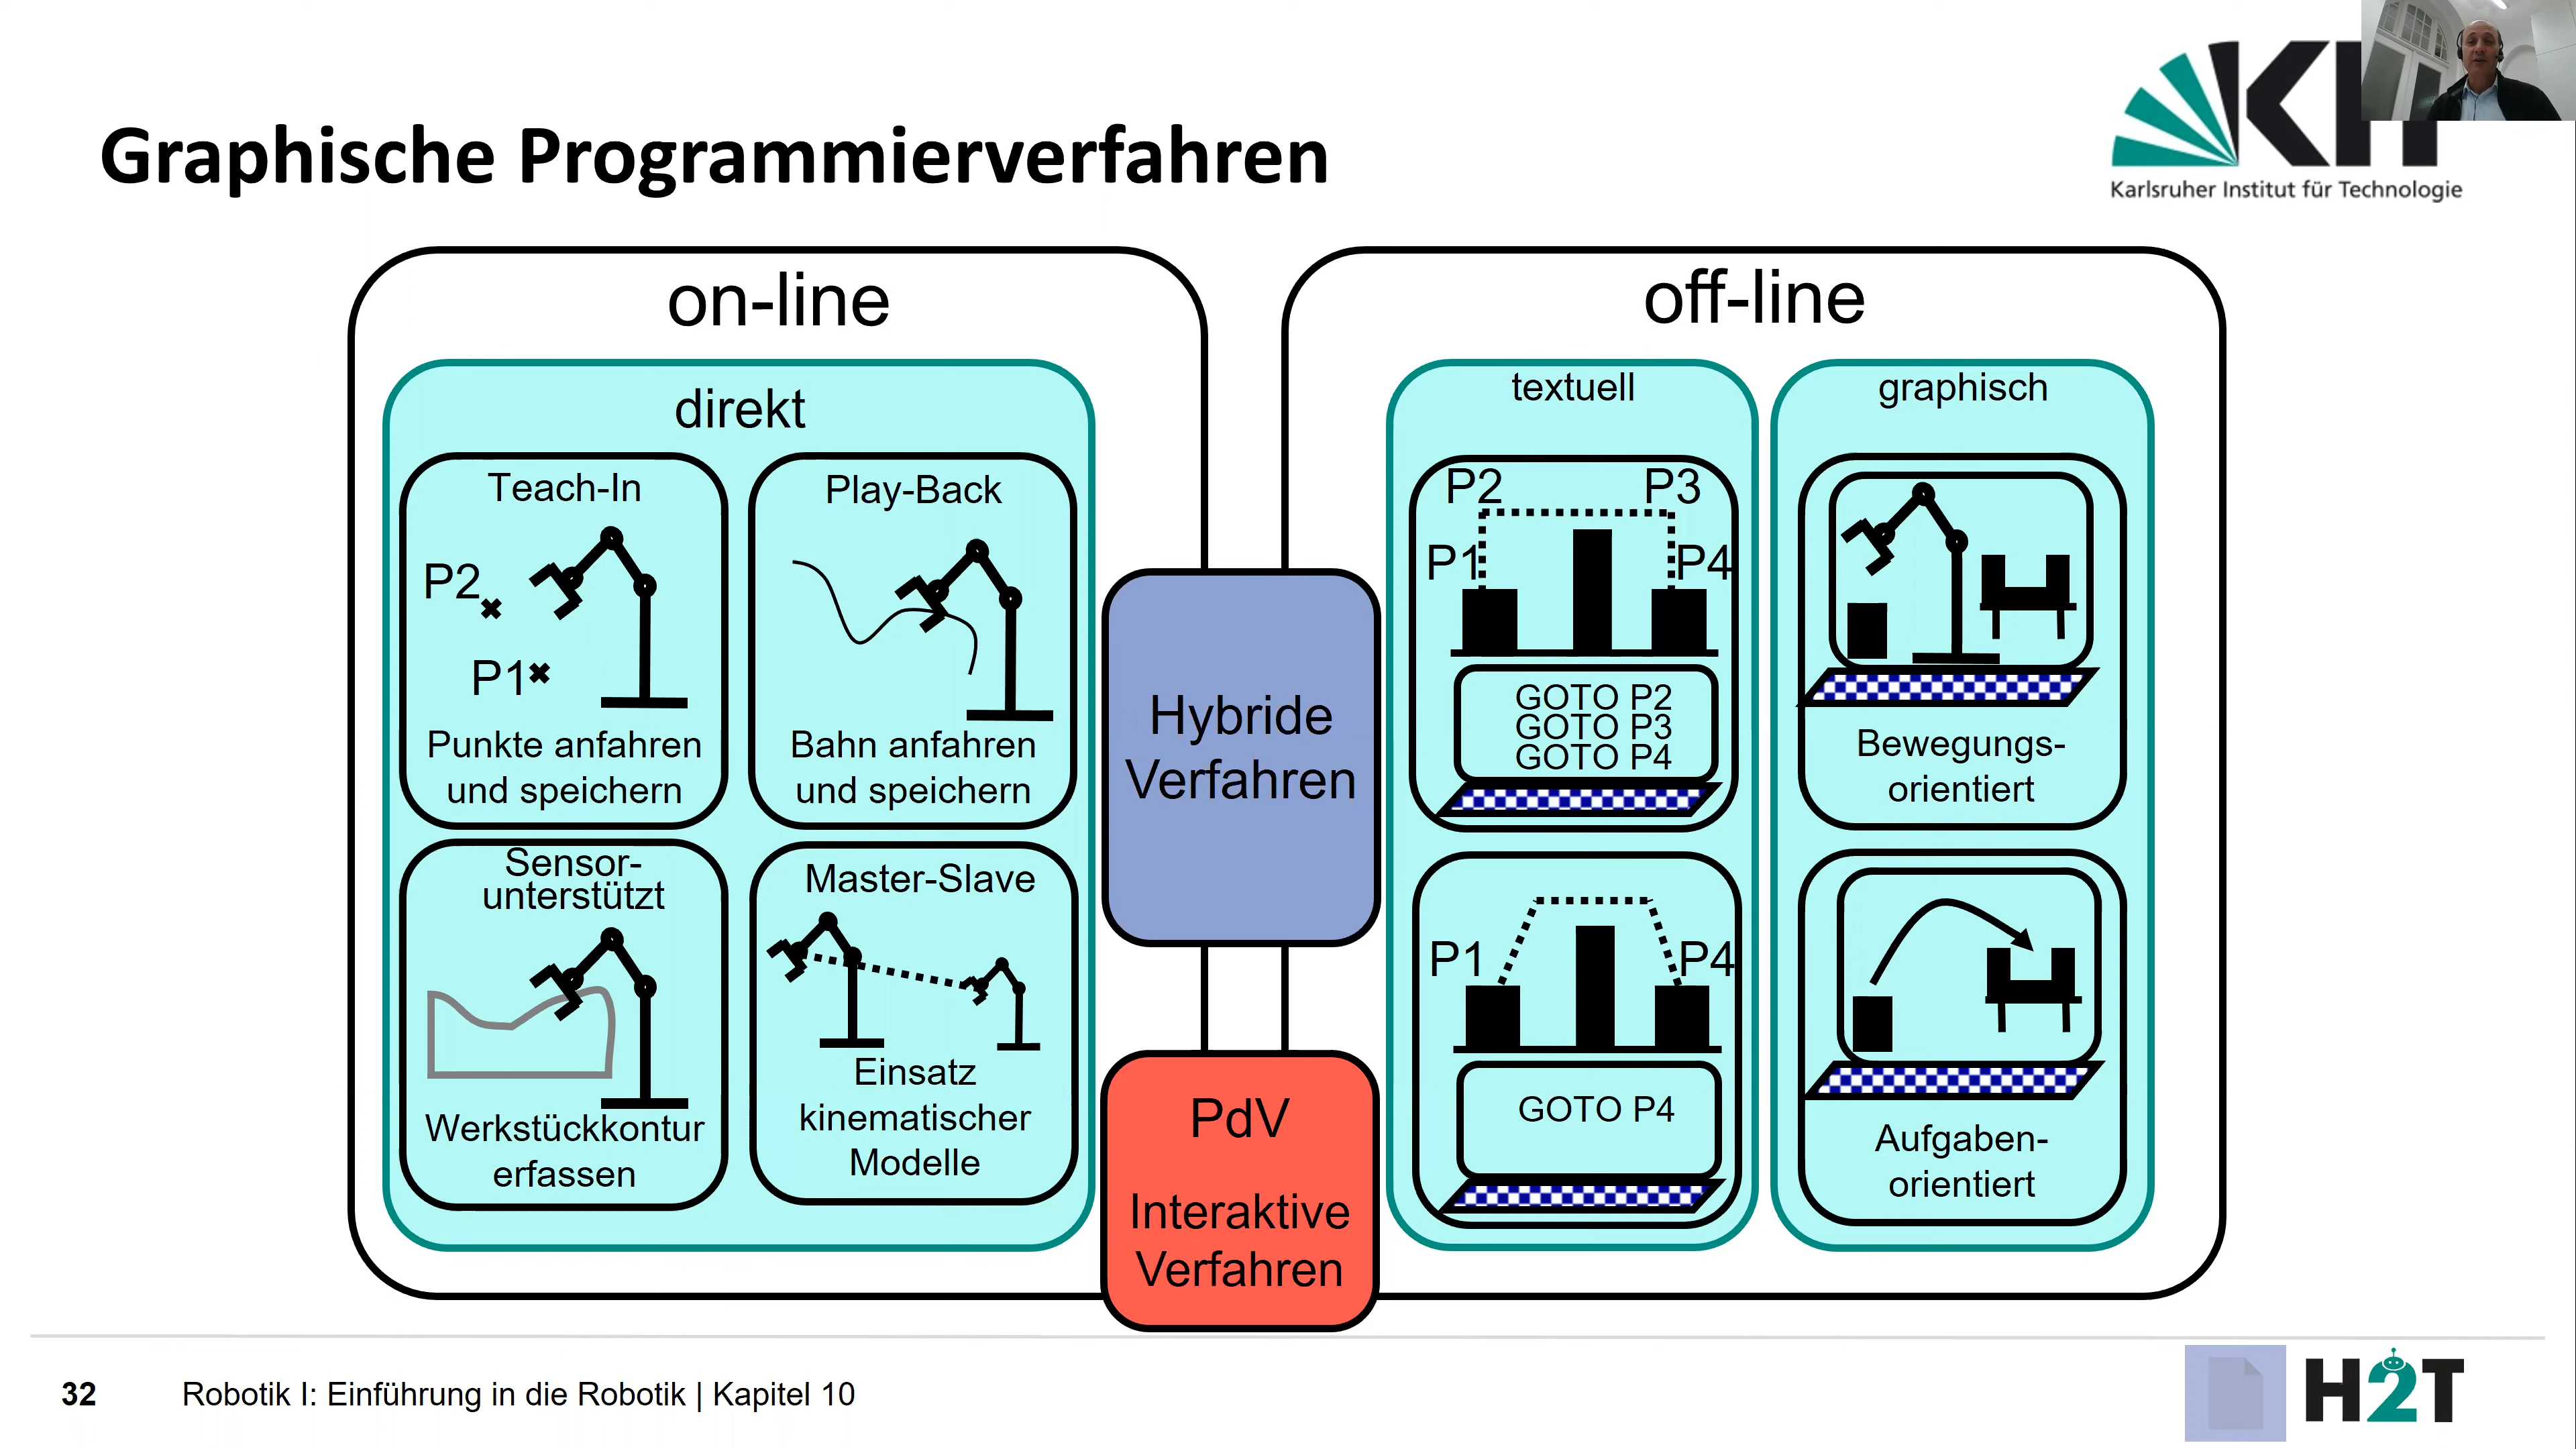 Graphische Programmierverfahren
Karlsruher Institut für Technologie
on-line
direkt
Teach-In
P2
P1
Punkte anfahren
und speichern
Play-Back
Bahn anfahren
und speichern
Sensor-
unterstützt
Werkstückkontur
erfassen
Master-Slave
Einsatz
kinematischer
Modelle
Hybride
Verfahren
PdV
Interaktive
Verfahren
off-line
textuell
P2 P3
P1 P4
GOTO P2
GOTO P3
GOTO P4
P1 P4
GOTO P4
graphisch
Bewegungs-
orientiert
Aufgaben-
orientiert
32 Robotik I: Einführung in die Robotik | Kapitel 10
H2T